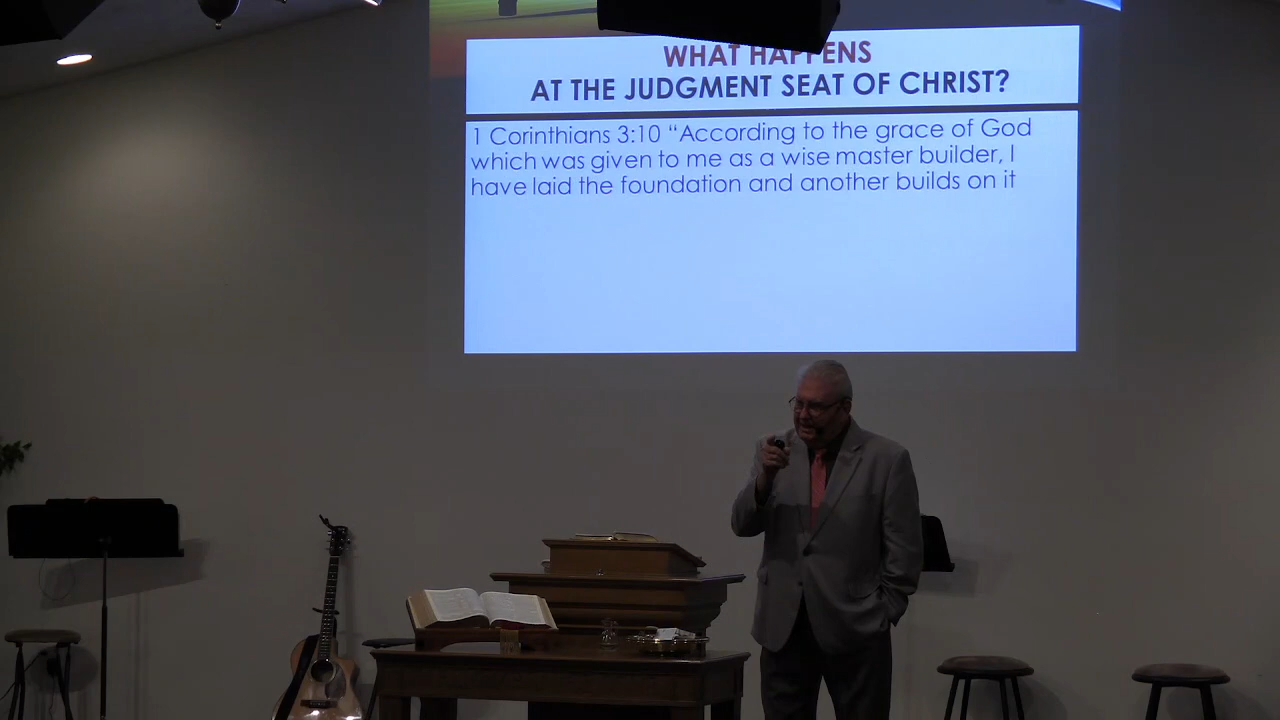 WHAT HAPPENS
AT THE JUDGMENT SEAT OF CHRIST?
1 Corinthians 3:10 “According to the grace of God
which was given to me as a wise master builder, I
have laid the foundation and another builds on it